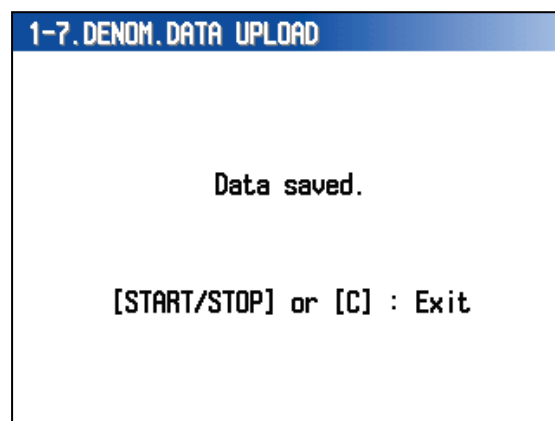 1-7.DENOM.DATA UPLOAD
Data saved.
[START/STOP] or [C] : Exit